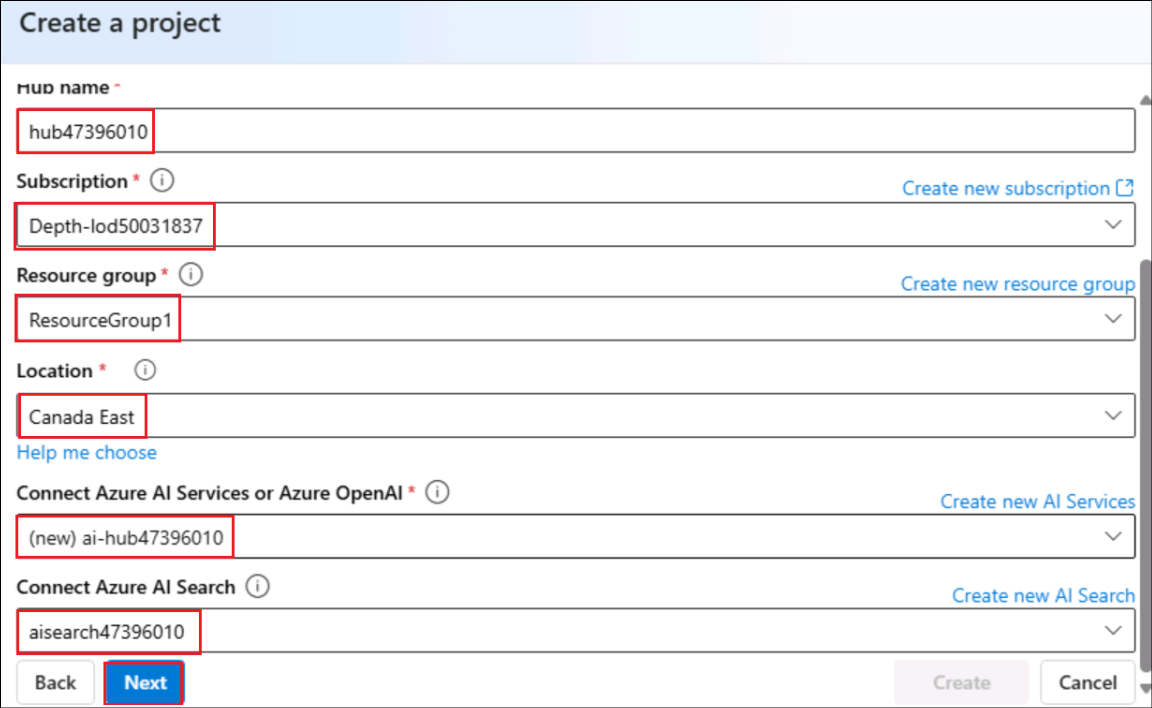 Create a project
Hub name *
hub47396010
Subscription *
Create new subscription
Depth-lod50031837
Resource group *
Create new resource group
ResourceGroup1
Location *
Canada East
Help me choose
Connect Azure AI Services or Azure OpenAI *
Create new AI Services
(new) ai-hub47396010
Connect Azure AI Search
Create new AI Search
aisearch47396010
Back
Next
Create
Cancel